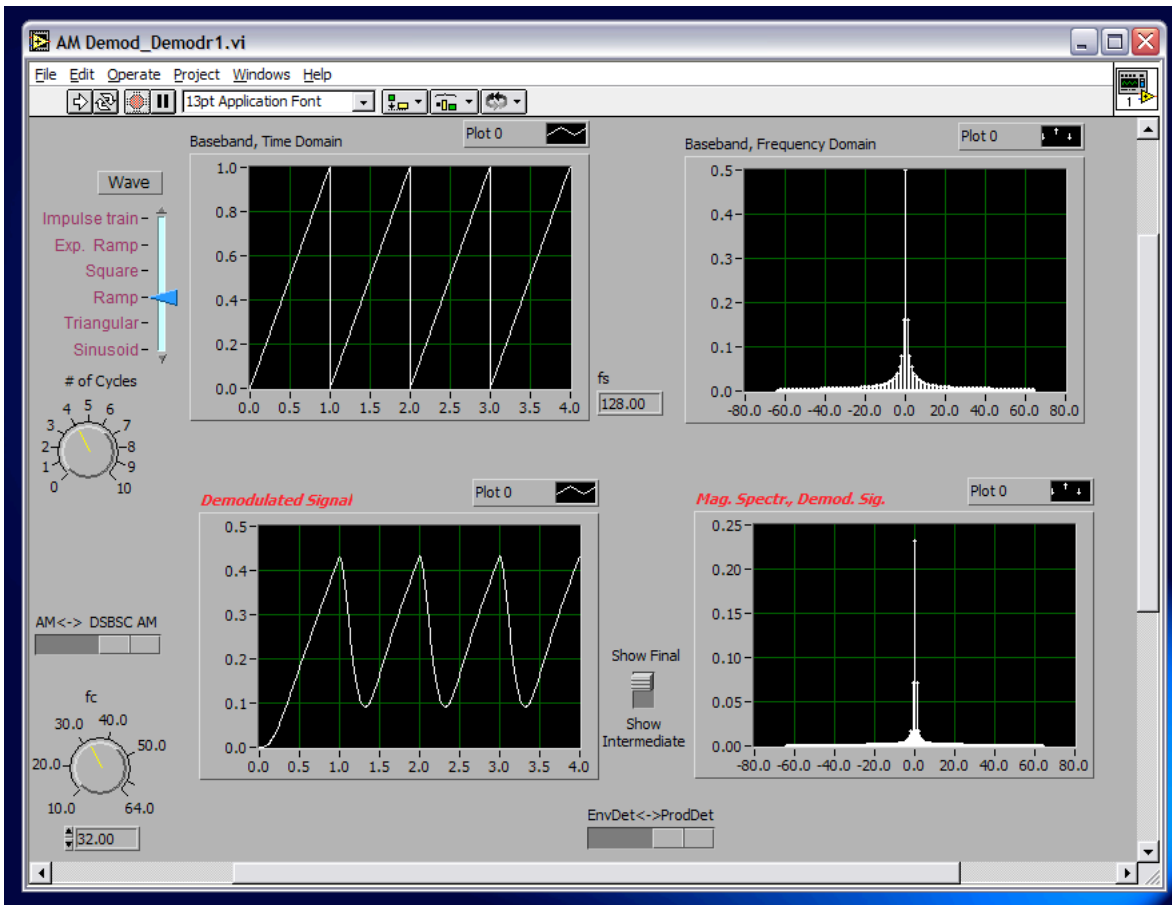 AM Demod_Demodr1.vi
File Edit Operate Project Windows Help
13pt Application Font
1
Baseband, Time Domain
Plot 0
1.0
0.8
0.6
0.4
0.2
0.0
0.0 0.5 1.0 1.5 2.0 2.5 3.0 3.5 4.0
Baseband, Frequency Domain
Plot 0
0.5
0.4
0.3
0.2
0.1
0.0
-80.0 -60.0 -40.0 -20.0 0.0 20.0 40.0 60.0 80.0
Wave
Impulse train
Exp. Ramp
Square
Ramp
Triangular
Sinusoid
# of Cycles
0 1 2 3 4 5 6 7 8 9 10
fs
128.00
Demodulated Signal
Plot 0
0.5
0.4
0.3
0.2
0.1
0.0
0.0 0.5 1.0 1.5 2.0 2.5 3.0 3.5 4.0
Mag. Spectr., Demod. Sig.
Plot 0
0.25
0.20
0.15
0.10
0.05
0.00
-80.0 -60.0 -40.0 -20.0 0.0 20.0 40.0 60.0 80.0
AM<-> DSBSC AM
Show Final
Show
Intermediate
fc
10.0 20.0 30.0 40.0 50.0 64.0
32.00
EnvDet<->ProdDet